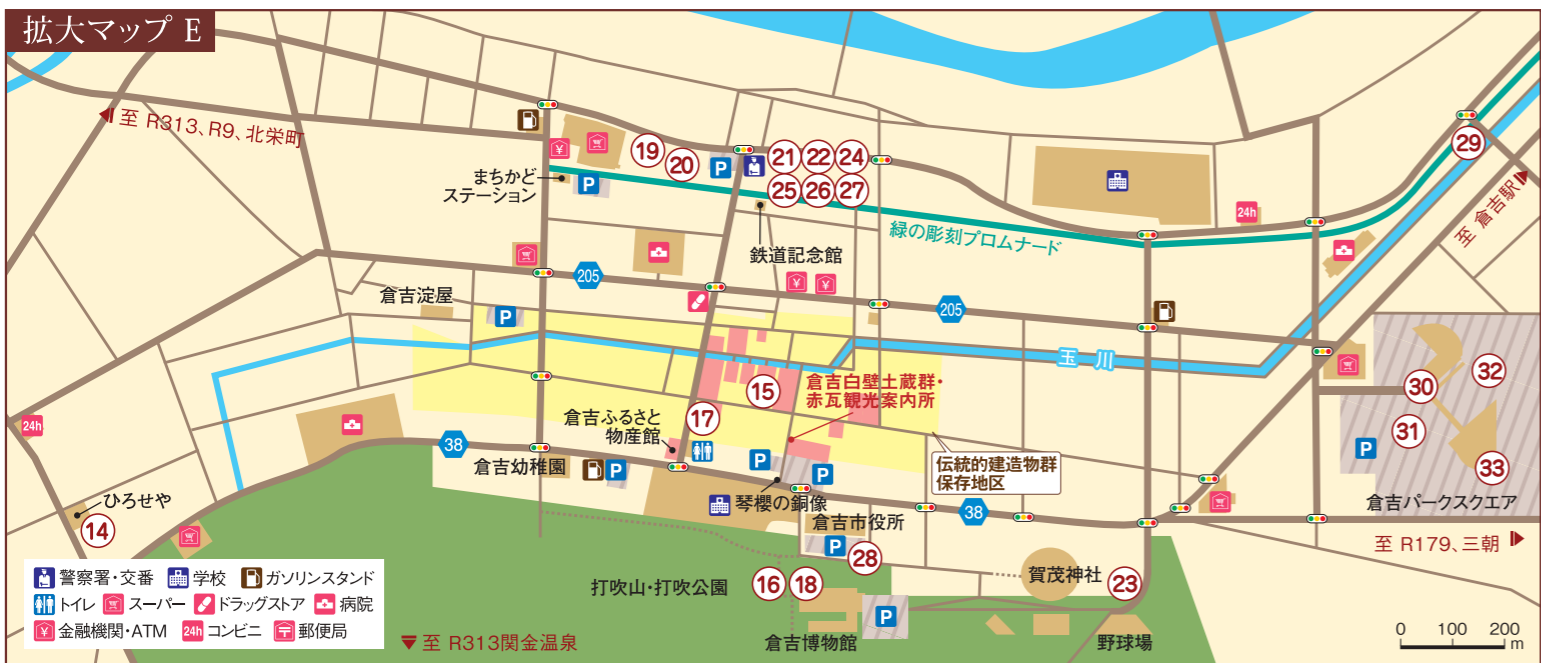 拡大マップ E
至 R313、R9、北栄町
まちかど
ステーション
19
20
P
P
21 22 24
25 26 27
鉄道記念館
緑の彫刻プロムナード
24h
29
至 倉吉駅
205
205
倉吉淀屋
P
玉川
15
倉吉白壁土蔵群・
赤瓦観光案内所
17
倉吉ふるさと
物産館
伝統的建造物群
保存地区
30
32
31
P
33
倉吉パークスクエア
24h
38
倉吉幼稚園
P
P
P
琴櫻の銅像
38
倉吉市役所
P
28
ひろせや
14
至 R179、三朝
打吹山・打吹公園
16 18
倉吉博物館
P
賀茂神社
23
野球場
至 R313関金温泉
警察署・交番 学校 ガソリンスタンド
トイレ スーパー ドラッグストア 病院
¥ 金融機関・ATM 24h コンビニ 〒 郵便局
0 100 200
m
¥
¥ ¥